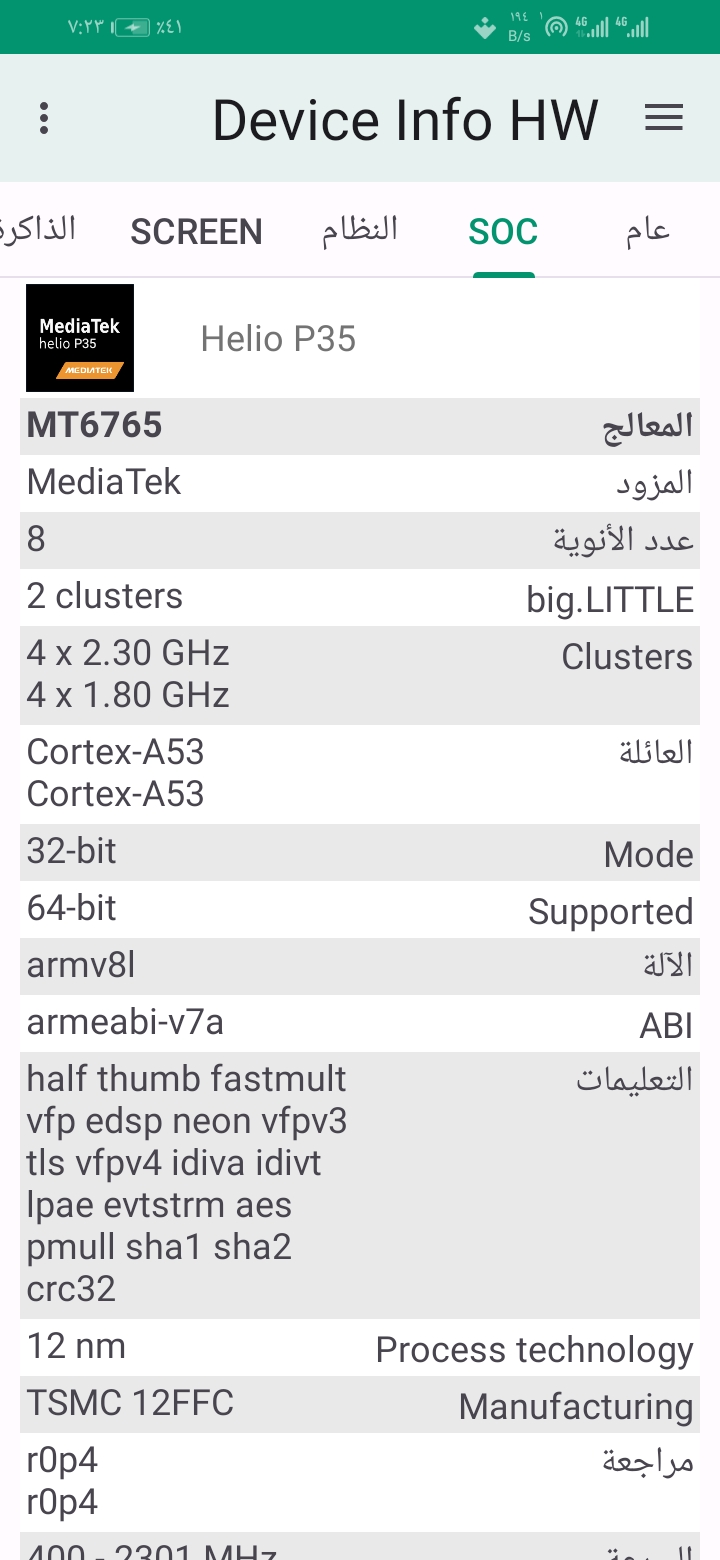 ٧:٢٣ ٪٤١ ١٩٤ B/s ١ 4G 4G
Device Info HW
عام SOC النظام SCREEN الذاكرة
MediaTek
helio P35
MEDIATEK
Helio P35
المعالج MT6765
المزود MediaTek
عدد الأنوية 8
big.LITTLE 2 clusters
Clusters 4 x 2.30 GHz
4 x 1.80 GHz
العائلة Cortex-A53
Cortex-A53
Mode 32-bit
Supported 64-bit
الآلة armv8l
ABI armeabi-v7a
التعليمات half thumb fastmult
vfp edsp neon vfpv3
tls vfpv4 idiva idivt
lpae evtstrm aes
pmull sha1 sha2
crc32
Process technology 12 nm
Manufacturing TSMC 12FFC
مراجعة r0p4
r0p4
400 - 2301 MHz